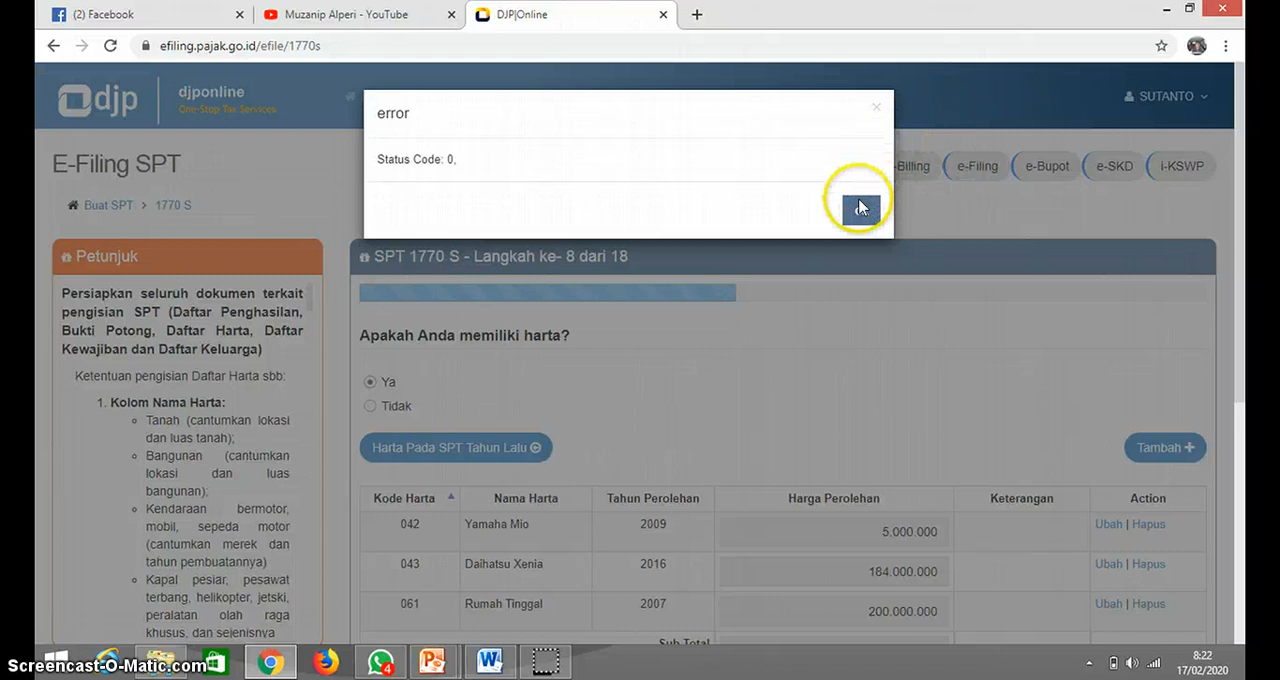 (2) Facebook
Muzanip Alperi - YouTube
DJP|Online
efiling.pajak.go.id/efile/1770s
djp
djponline
One-Stop Tax Services
SUTANTO
error
Status Code: 0,
E-Filing SPT
-Billing
e-Filing
e-Bupot
e-SKD
i-KSWP
Buat SPT > 1770 S
Petunjuk
Persiapkan seluruh dokumen terkait
pengisian SPT (Daftar Penghasilan,
Bukti Potong, Daftar Harta, Daftar
Kewajiban dan Daftar Keluarga)
Ketentuan pengisian Daftar Harta sbb:
1. Kolom Nama Harta:
Tanah (cantumkan lokasi
dan luas tanah);
Bangunan (cantumkan
lokasi dan luas
bangunan);
Kendaraan bermotor,
mobil, sepeda motor
(cantumkan merek dan
tahun pembuatannya)
Kapal pesiar, pesawat
terbang, helikopter, jetski,
peralatan olah raga
khusus, dan sejenisnya
SPT 1770 S - Langkah ke- 8 dari 18
Apakah Anda memiliki harta?
Ya
Tidak
Harta Pada SPT Tahun Lalu
Tambah +
Kode Harta Nama Harta Tahun Perolehan Harga Perolehan Keterangan Action
042 Yamaha Mio 2009 5.000.000 Ubah | Hapus
043 Daihatsu Xenia 2016 184.000.000 Ubah | Hapus
061 Rumah Tinggal 2007 200.000.000 Ubah | Hapus
Sub Total
4
8:22
17/02/2020
Screencast-O-Matic.com